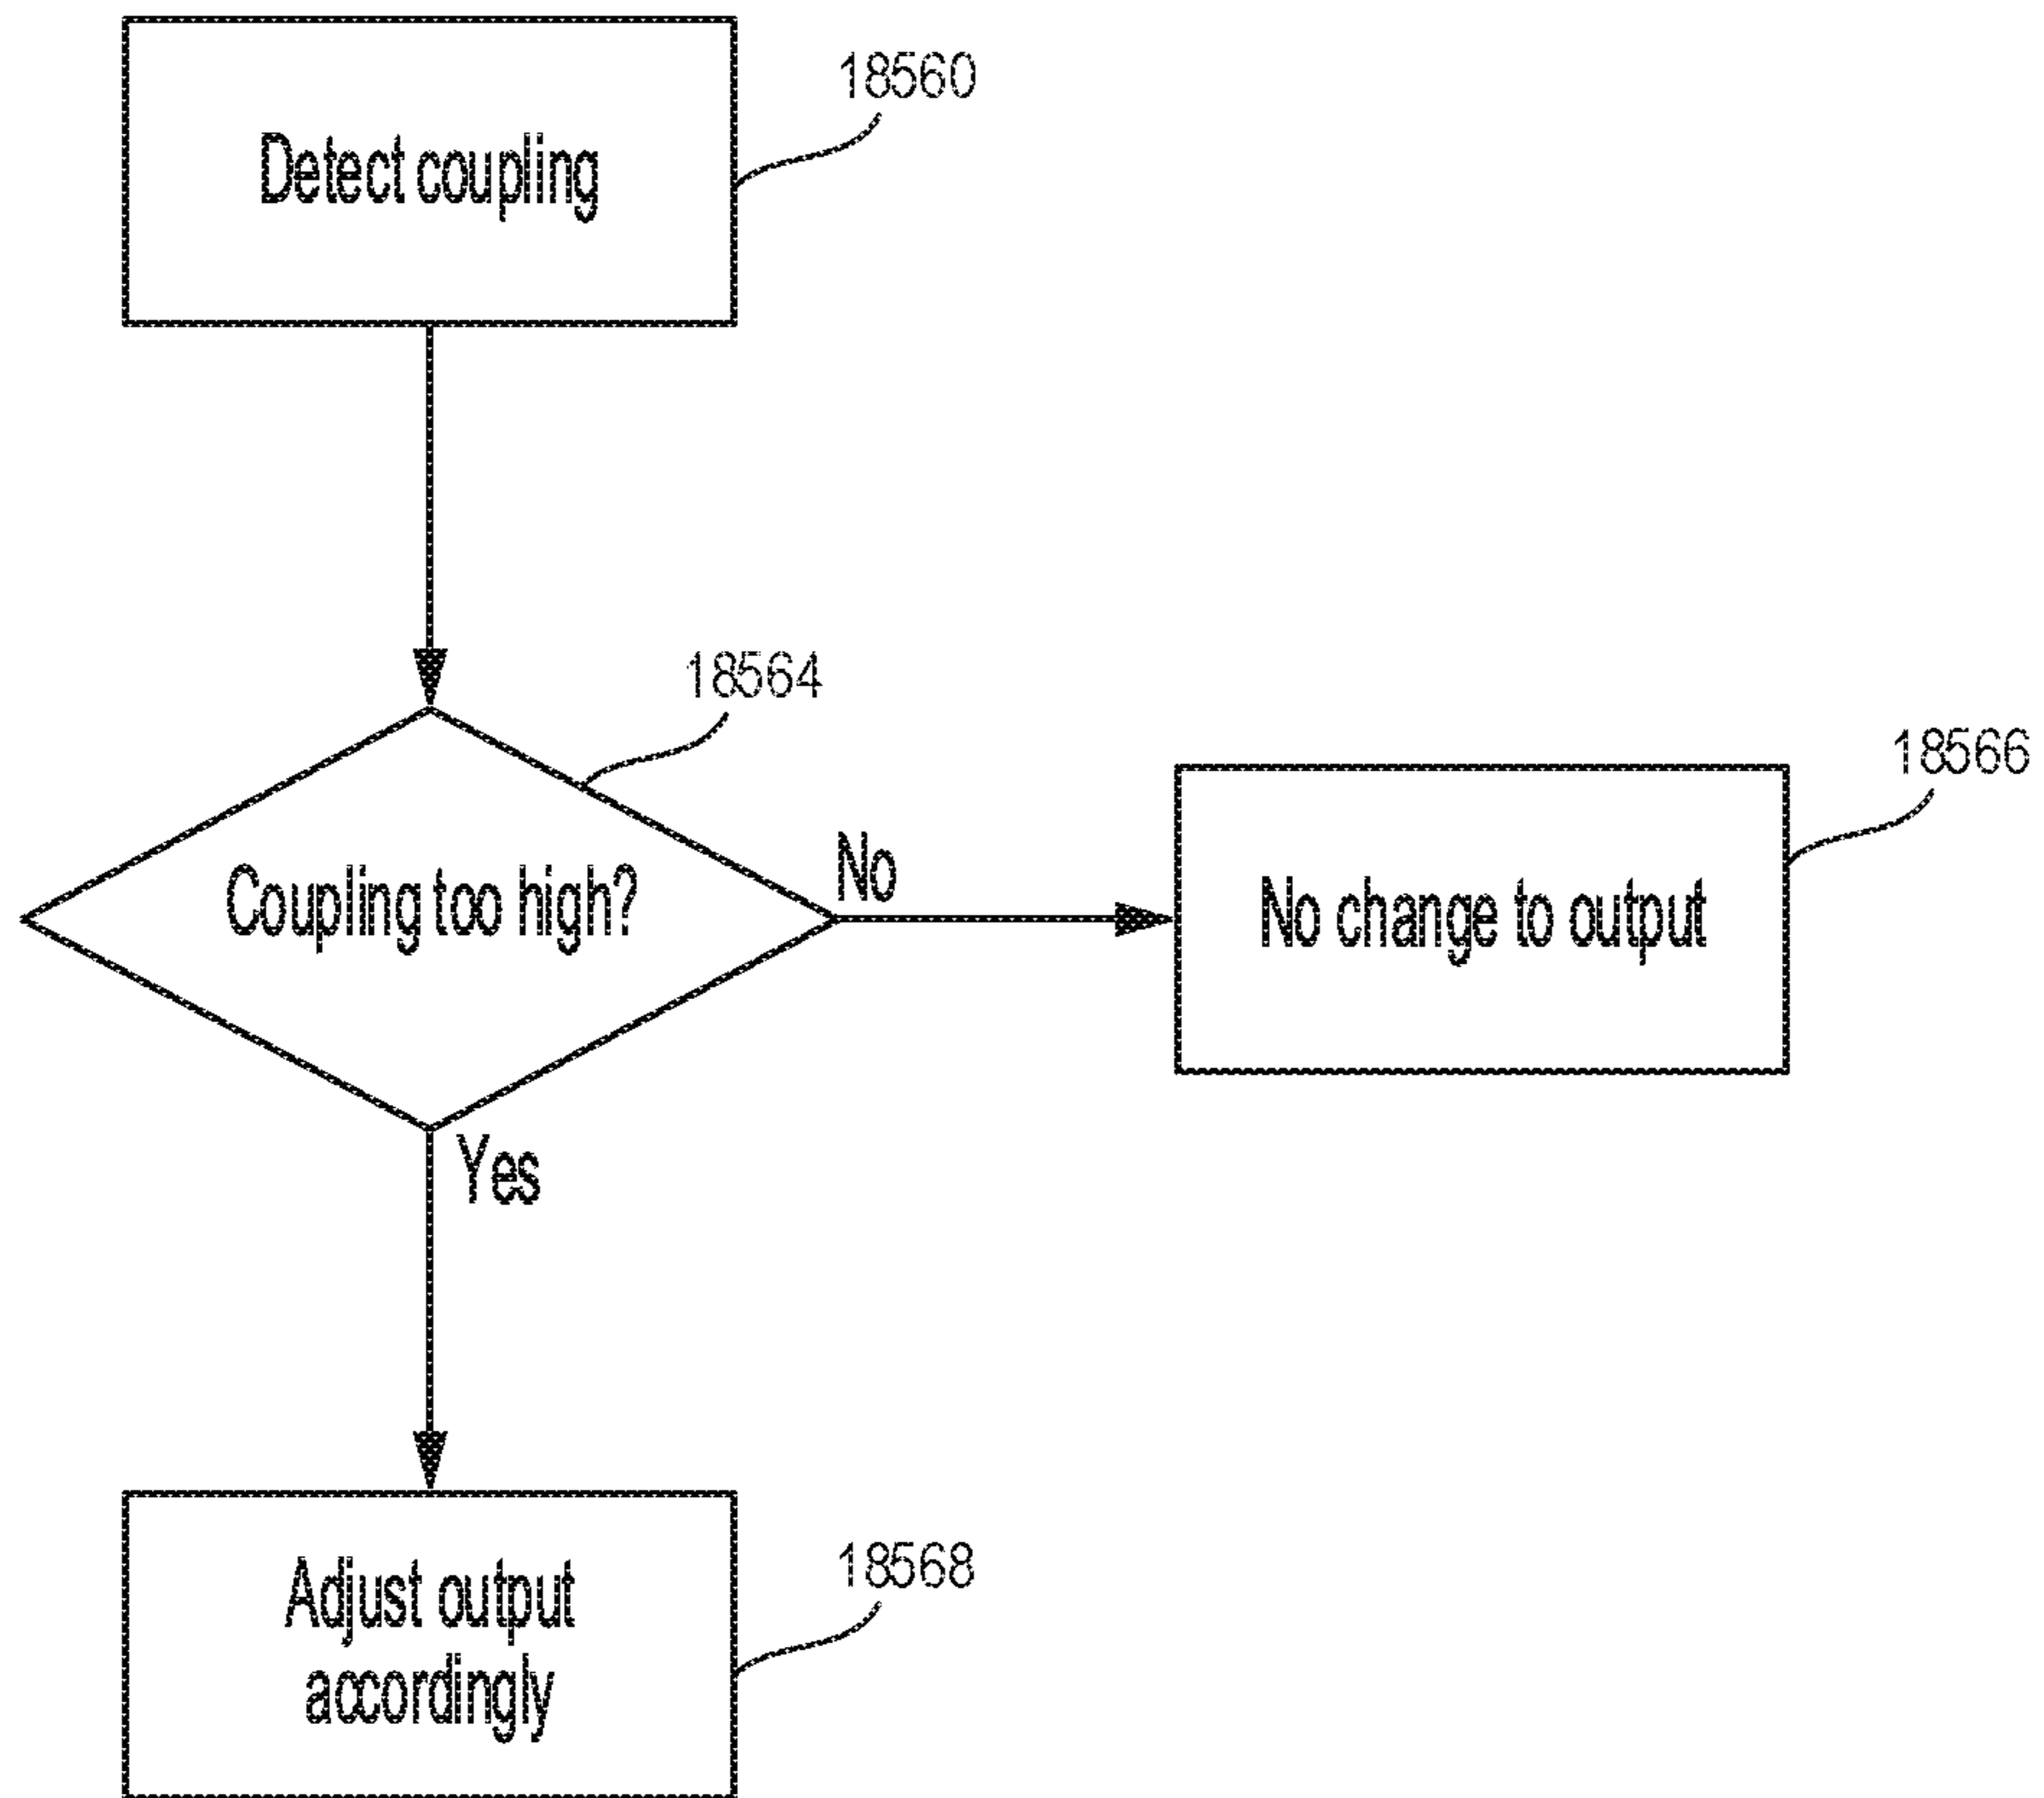 18560
Detect coupling
18564
Coupling too high?
No
18566
No change to output
Yes
18568
Adjust output
accordingly